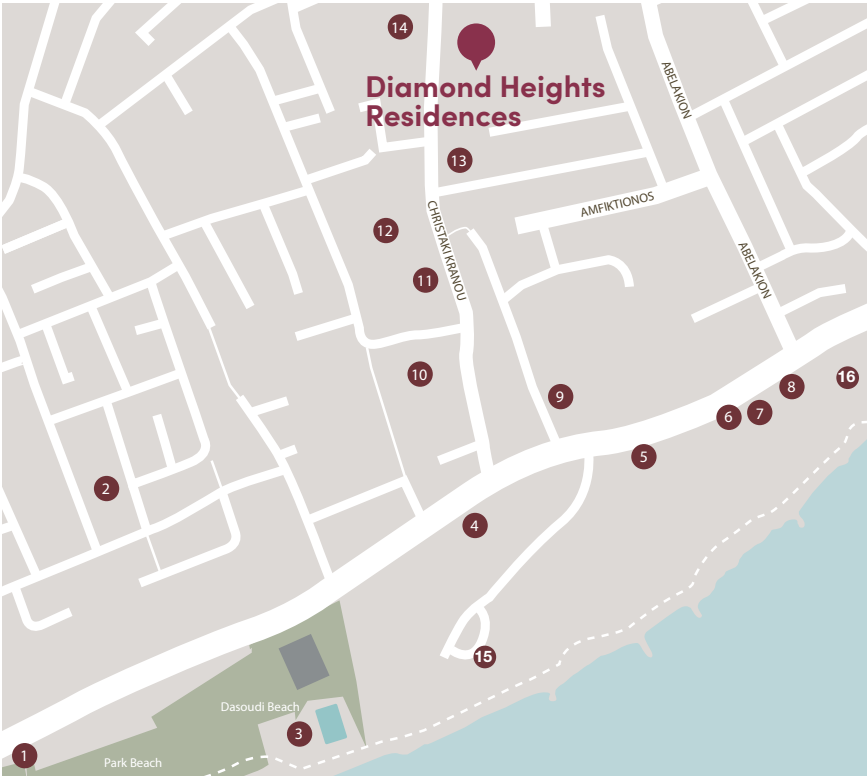 14
Diamond Heights
Residences
ABELAKION
13
AMFIKTIONOS
CHRISTAKI KRANOU
12
ABELAKION
11
10
16
8
9
7
6
5
2
4
15
Dasoudi Beach
3
1
Park Beach